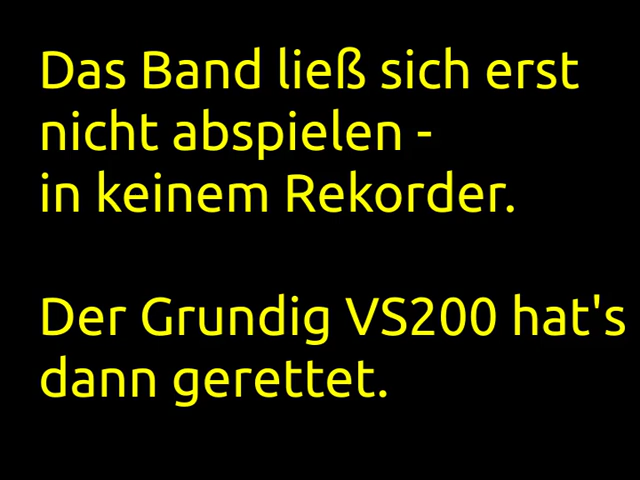 Das Band ließ sich erst
nicht abspielen -
in keinem Rekorder.
Der Grundig VS200 hat's
dann gerettet.